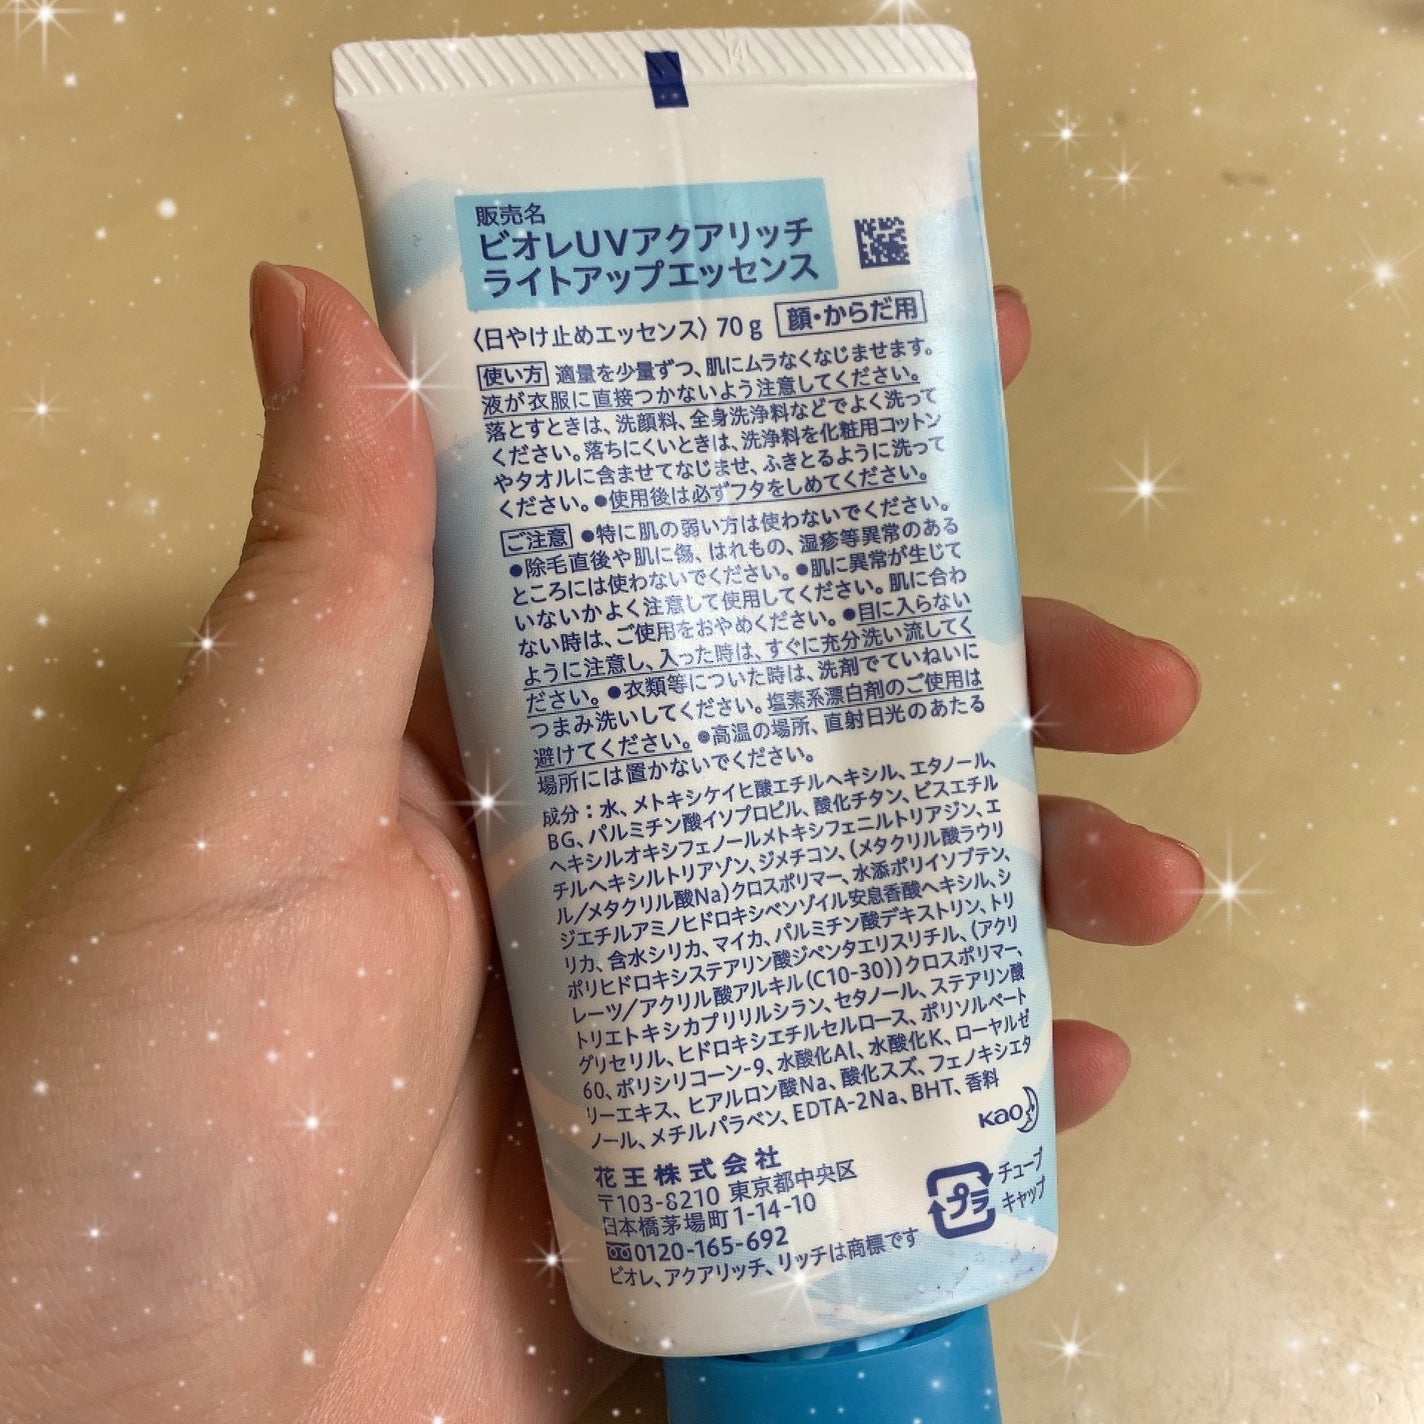 14
販売名
ビオレUVアクアリッチ
ライトアップエッセンス
〈日やけ止めエッセンス〉70g 顔・からだ用
使い方 適量を少量ずつ、肌にムラなくなじませます。
液が衣服に直接つかないよう注意してください。
落とすときは、洗顔料、全身洗浄料などでよく洗って
ください。落ちにくいときは、洗浄料を化粧用コットン
やタオルに含ませてなじませ、ふきとるように洗って
ください。●使用後は必ずフタをしめてください。
ご注意 ●特に肌の弱い方は使わないでください。
●除毛直後や肌に傷、はれもの、湿疹等異常のある
ところには使わないでください。●肌に異常が生じて
いないかよく注意して使用してください。肌に合わ
ない時は、ご使用をおやめください。●目に入らない
ように注意し、入った時は、すぐに充分洗い流してく
ださい。●衣類等についた時は、洗剤でていねいに
つまみ洗いしてください。塩素系漂白剤のご使用は
避けてください。●高温の場所、直射日光のあたる
場所には置かないでください。
成分：水、メトキシケイヒ酸エチルヘキシル、エタノール、
BG、パルミチン酸イソプロピル、酸化チタン、ビスエチル
ヘキシルオキシフェノールメトキシフェニルトリアジン、エ
チルヘキシルトリアゾン、ジメチコン、(メタクリル酸ラウリ
ル/メタクリル酸Na)クロスポリマー、水添ポリイソブテン、
ジエチルアミノヒドロキシベンゾイル安息香酸ヘキシル、シ
リカ、含水シリカ、マイカ、パルミチン酸デキストリン、トリ
ポリヒドロキシステアリン酸ジペンタエリスリチル、(アクリ
レーツ/アクリル酸アルキル(C10-30))クロスポリマー、
トリエトキシカプリリルシラン、セタノール、ステアリン酸
グリセリル、ヒドロキシエチルセルロース、ポリソルベート
60、ポリシリコーン-9、水酸化Al、水酸化K、ローヤルゼ
リーエキス、ヒアルロン酸Na、酸化スズ、フェノキシエタ
ノール、メチルパラベン、EDTA-2Na、BHT、香料
Kao
花王株式会社
〒103-8210 東京都中央区
日本橋茅場町1-14-10
0120-165-692
ビオレ、アクアリッチ、リッチは商標です
プラ
チューブ
キャップ